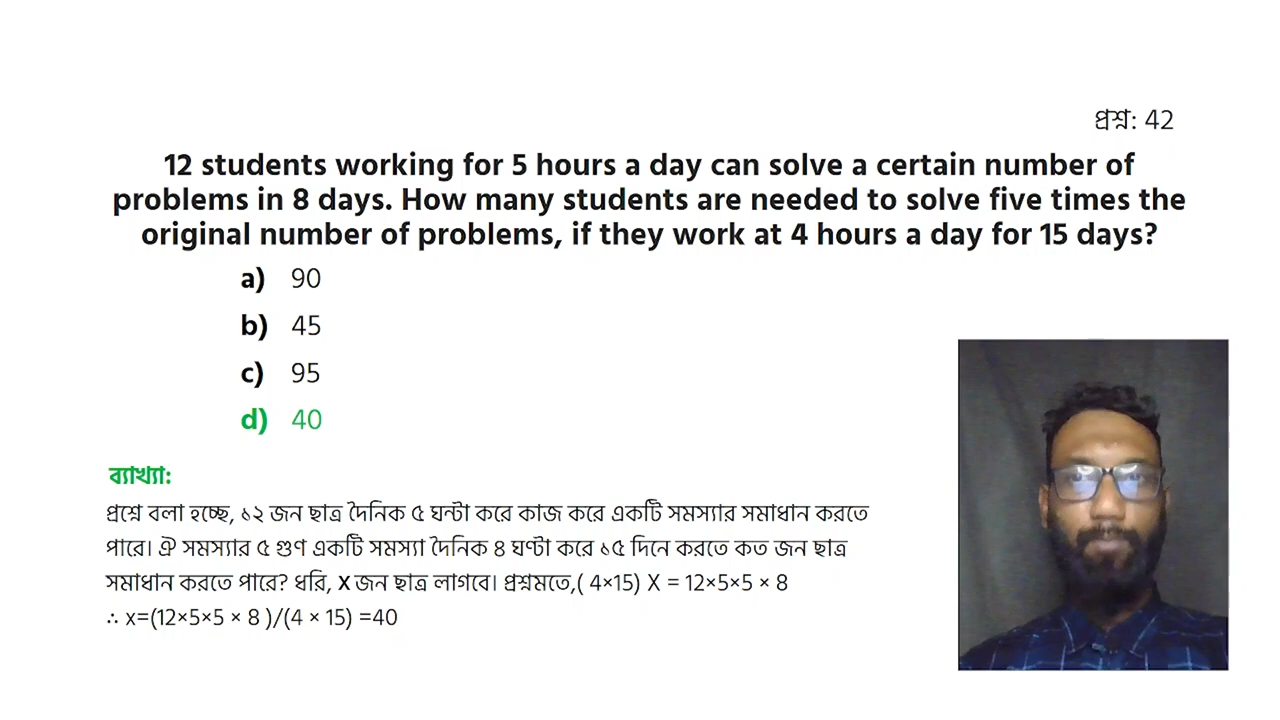 প্রশ্ন: 42
12 students working for 5 hours a day can solve a certain number of
problems in 8 days. How many students are needed to solve five times the
original number of problems, if they work at 4 hours a day for 15 days?
a) 90
b) 45
c) 95
d) 40
ব্যাখ্যা:
প্রশ্নে বলা হচ্ছে, ১২ জন ছাত্র দৈনিক ৫ ঘন্টা করে কাজ করে একটি সমস্যার সমাধান করতে
পারে। ঐ সমস্যার ৫ গুণ একটি সমস্যা দৈনিক ৪ ঘণ্টা করে ১৫ দিনে করতে কত জন ছাত্র
সমাধান করতে পারে? ধরি, x জন ছাত্র লাগবে। প্রশ্নমতে,( 4×15) X = 12×5×5 × 8
∴ x=(12×5×5 × 8 )/(4 × 15) =40